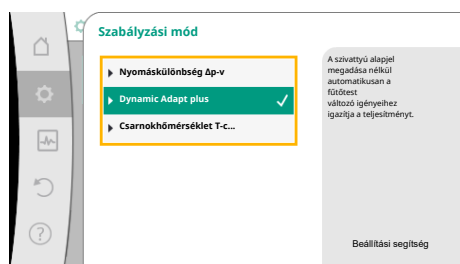 Szabályzási mód
Nyomáskülönbség Δp-v
Dynamic Adapt plus
Csarnokhőmérséklet T-c...
A szivattyú alapjel
megadása nélkül
automatikusan a
fűtőtest
változó igényeihez
igazítja a teljesítményt.
Beállítási segítség